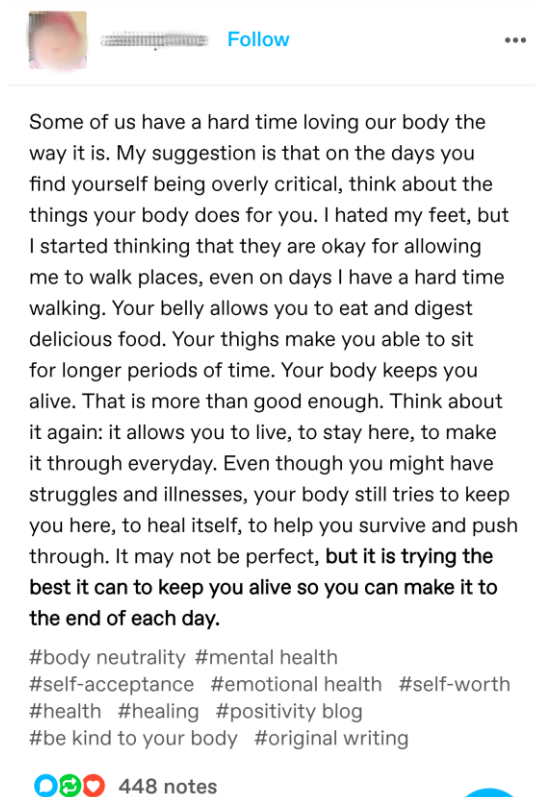 Follow
Some of us have a hard time loving our body the
way it is. My suggestion is that on the days you
find yourself being overly critical, think about the
things your body does for you. I hated my feet, but
I started thinking that they are okay for allowing
me to walk places, even on days I have a hard time
walking. Your belly allows you to eat and digest
delicious food. Your thighs make you able to sit
for longer periods of time. Your body keeps you
alive. That is more than good enough. Think about
it again: it allows you to live, to stay here, to make
it through everyday. Even though you might have
struggles and illnesses, your body still tries to keep
you here, to heal itself, to help you survive and push
through. It may not be perfect, but it is trying the
best it can to keep you alive so you can make it to
the end of each day.
#body neutrality #mental health
#self-acceptance #emotional health #self-worth
#health #healing #positivity blog
#be kind to your body #original writing
448 notes